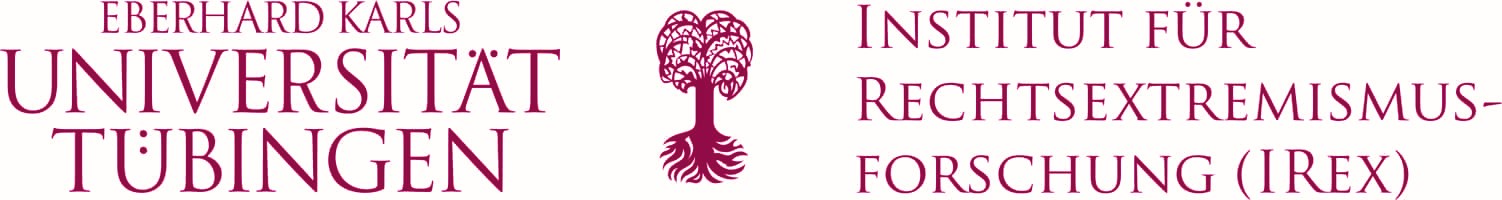 EBERHARD KARLS
UNIVERSITÄT
TÜBINGEN
INSTITUT FÜR
RECHTSEXTREMISMUS-
FORSCHUNG (IREX)